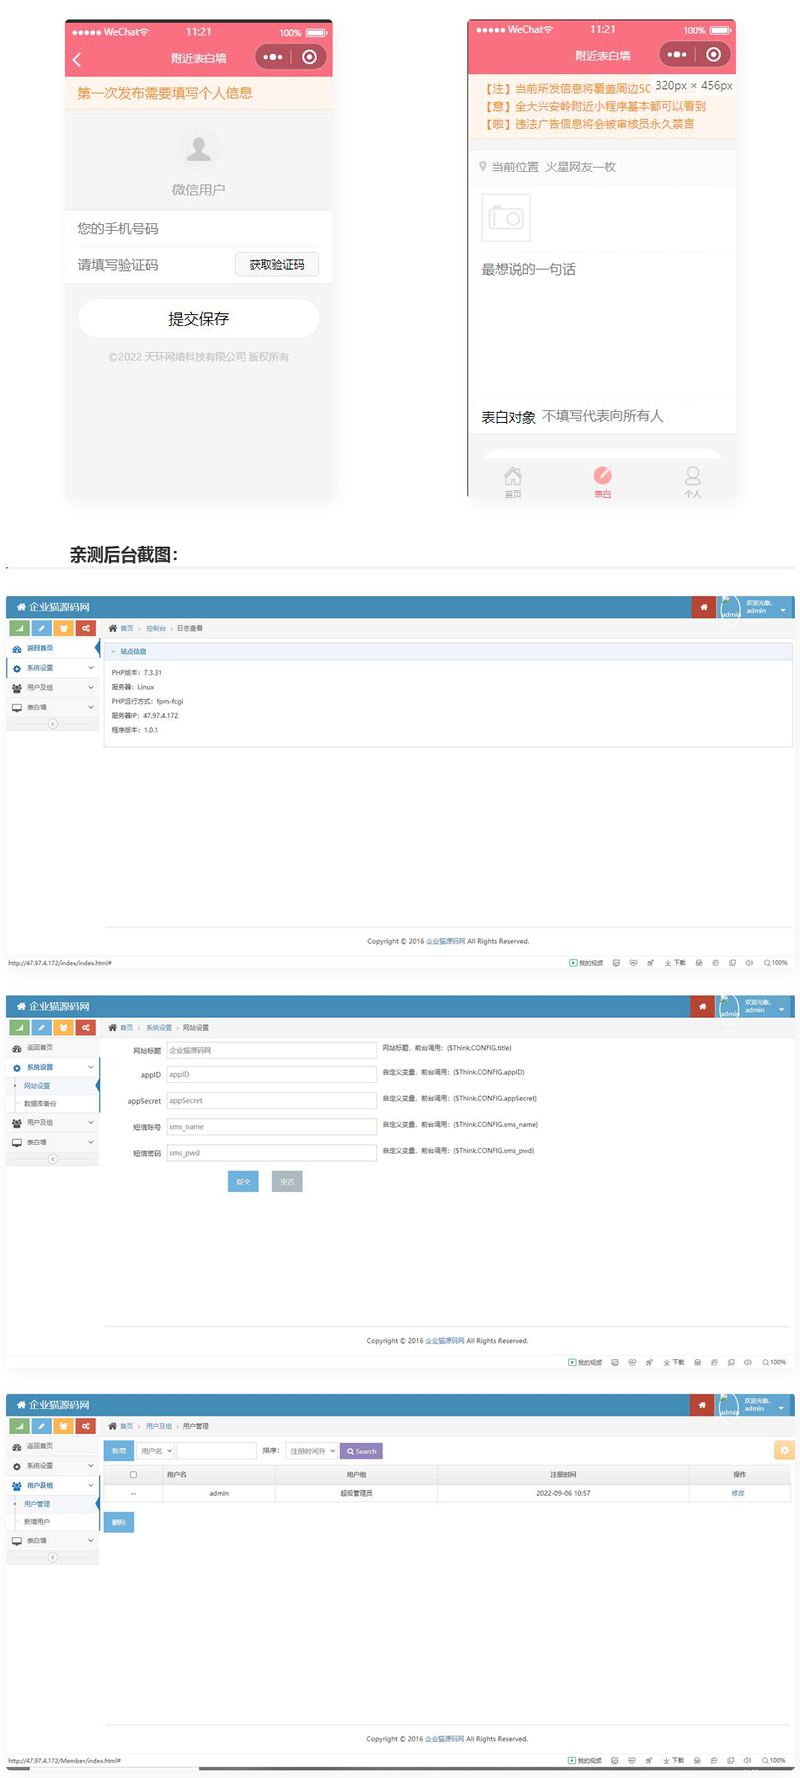 WeChat 11:21 100%
附近表白墙
第一次发布需要填写个人信息
微信用户
您的手机号码
请填写验证码 获取验证码
提交保存
©2022 天环网络科技有限公司 版权所有
WeChat 11:21 100%
附近表白墙
320px × 456px
【注】当前所发信息将覆盖周边50
【意】全大兴安岭附近小程序基本都可以看到
【啦】违法广告信息将会被审核员永久禁言
当前位置 火星网友一枚
最想说的一句话
表白对象 不填写代表向所有人
首页 表白 个人
亲测后台截图：
企业猫源码网 admin 欢迎光临, admin
首页 › 控制台 › 日志查看
返回首页
系统设置
用户及组
表白墙
站点信息
PHP版本：7.3.31
服务器：Linux
PHP运行方式：fpm-fcgi
服务器IP：47.97.4.172
程序版本：1.0.1
Copyright © 2016 企业猫源码网 All Rights Reserved.
http://47.97.4.172/index/index.html# 我的视频 下载 100%
企业猫源码网 admin 欢迎光临, admin
首页 › 系统设置 › 网站设置
返回首页
系统设置
网站设置
数据库备份
用户及组
表白墙
网站标题 企业猫源码网 网站标题，前台调用：{$Think.CONFIG.title}
appID appID 自定义变量，前台调用：{$Think.CONFIG.appID}
appSecret appSecret 自定义变量，前台调用：{$Think.CONFIG.appSecret}
短信账号 sms_name 自定义变量，前台调用：{$Think.CONFIG.sms_name}
短信密码 sms_pwd 自定义变量，前台调用：{$Think.CONFIG.sms_pwd}
提交 重置
Copyright © 2016 企业猫源码网 All Rights Reserved.
我的视频 下载 100%
企业猫源码网 admin 欢迎光临, admin
首页 › 用户及组 › 用户管理
返回首页
系统设置
用户及组
用户管理
新增用户
表白墙
新增 用户名 排序： 注册时间升 Search
用户名 用户组 注册时间 操作
-- admin 超级管理员 2022-09-06 10:57 修改
删除
Copyright © 2016 企业猫源码网 All Rights Reserved.
http://47.97.4.172/Member/index.html# 我的视频 下载 100%